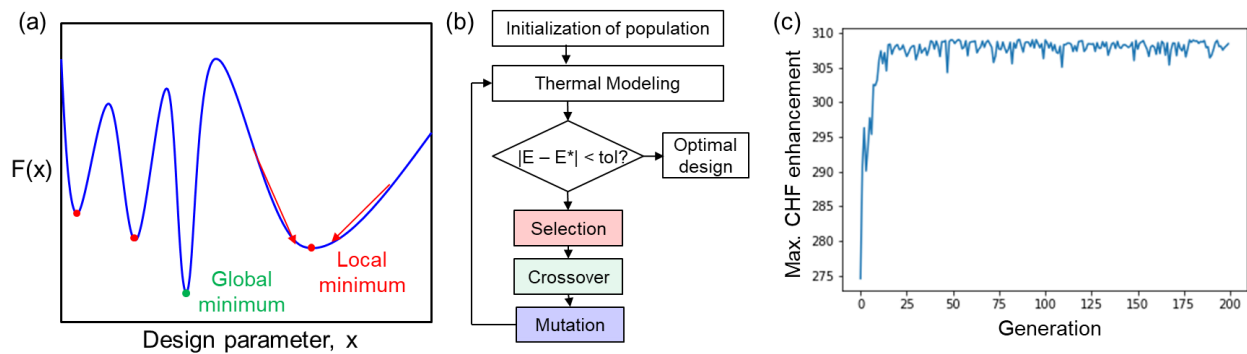 (a)
F(x)
Global
minimum
Local
minimum
Design parameter, x
(b)
Initialization of population
Thermal Modeling
|E – E*| < tol?
Optimal
design
Selection
Crossover
Mutation
(c)
Max. CHF enhancement
310
305
300
295
290
285
280
275
0
25
50
75
100
125
150
175
200
Generation